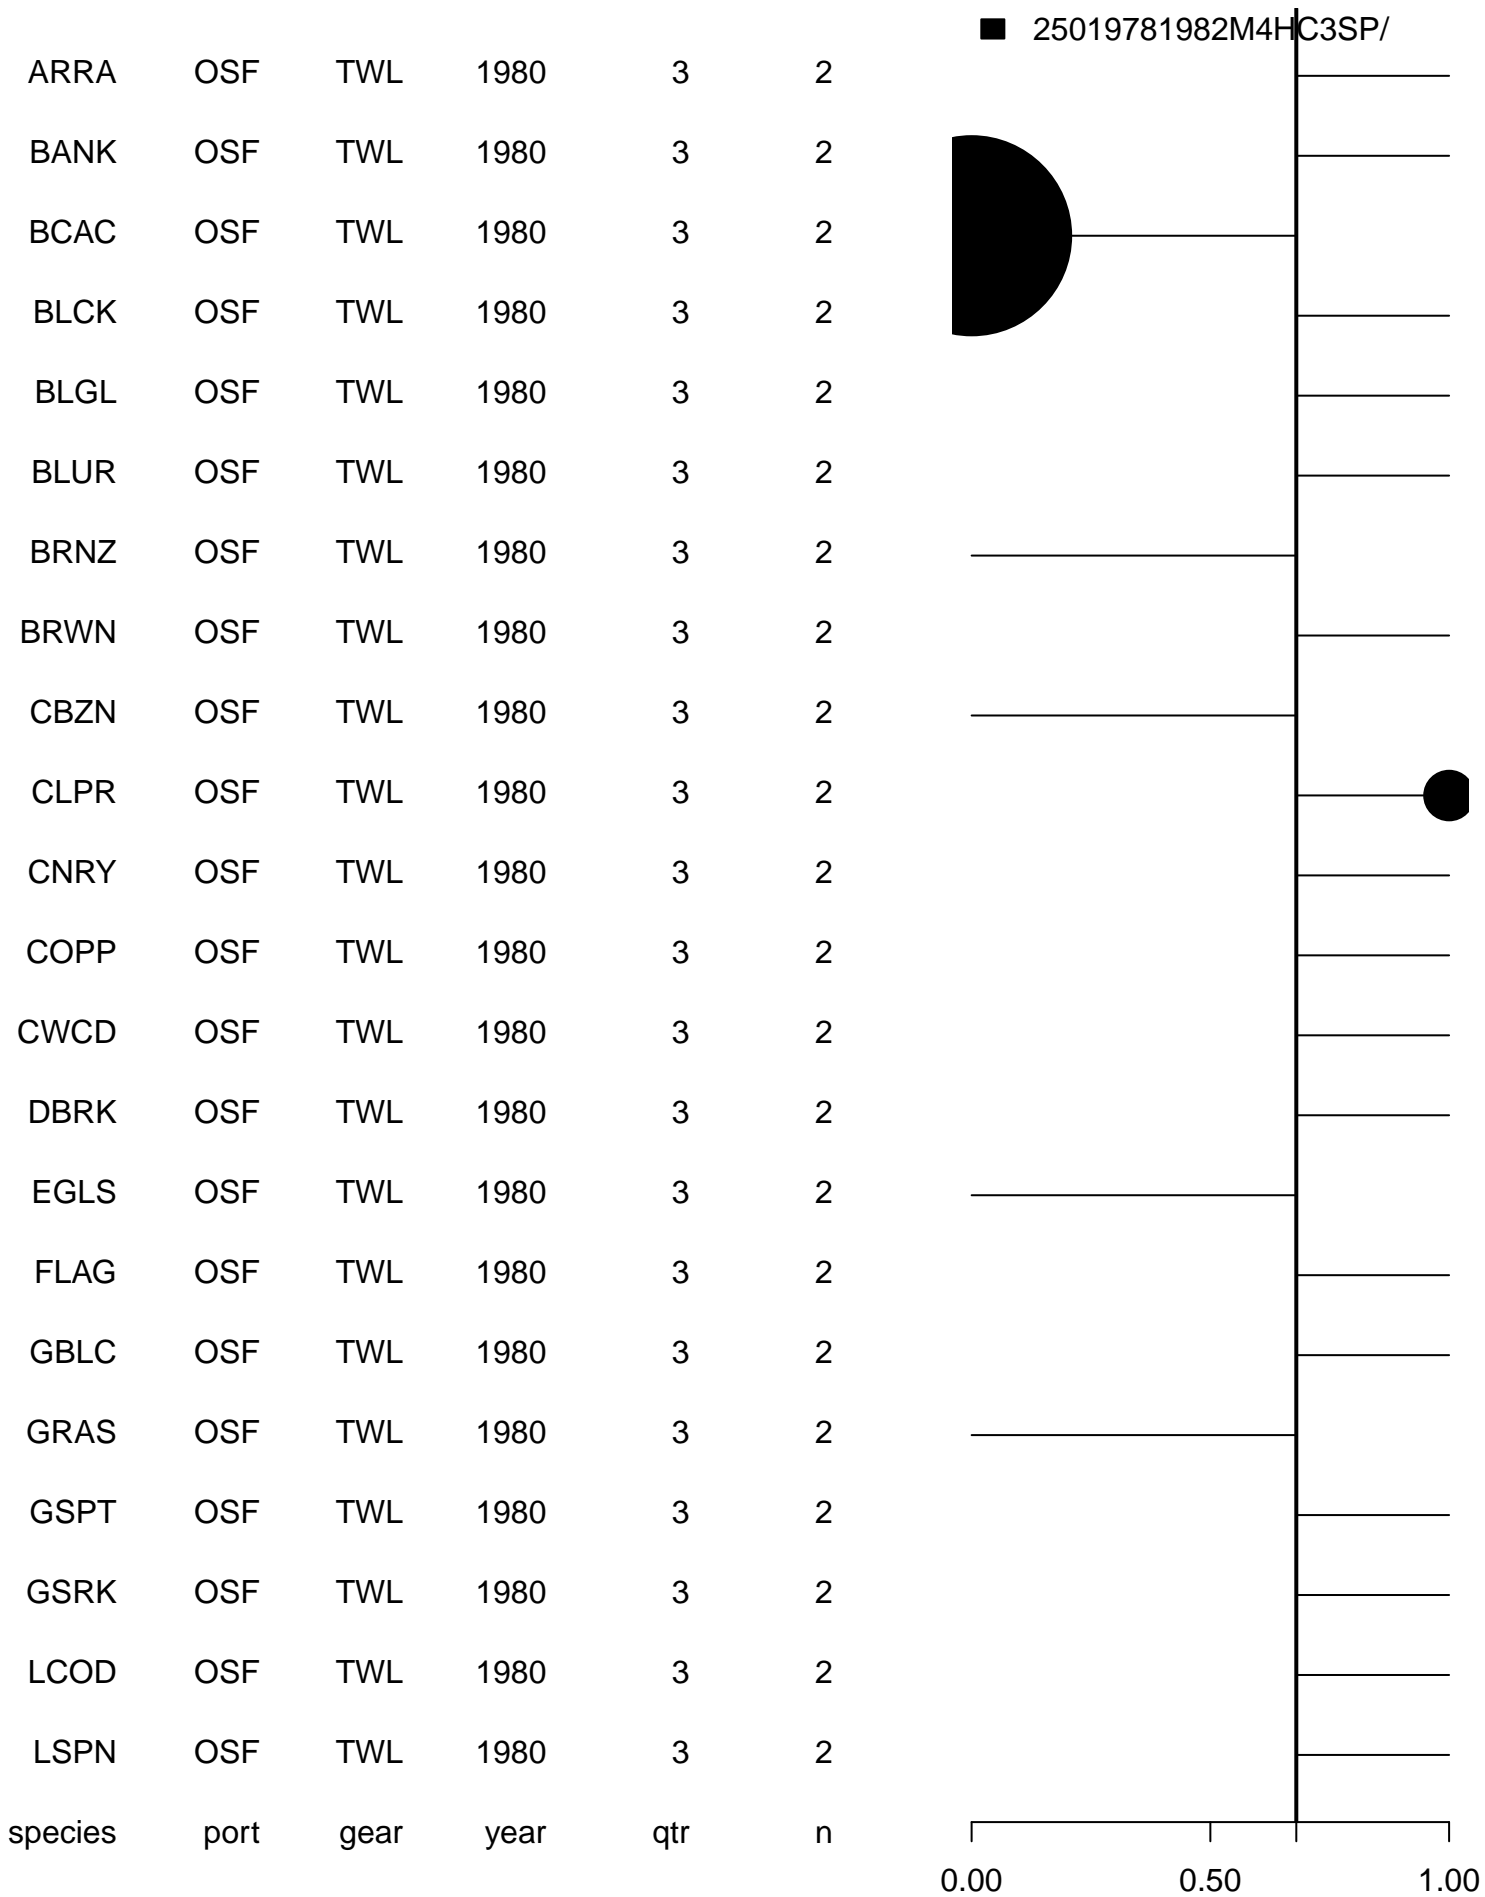 25019781982M4HC3SP/
ARRA OSF TWL 1980 3 2
BANK OSF TWL 1980 3 2
BCAC OSF TWL 1980 3 2
BLCK OSF TWL 1980 3 2
BLGL OSF TWL 1980 3 2
BLUR OSF TWL 1980 3 2
BRNZ OSF TWL 1980 3 2
BRWN OSF TWL 1980 3 2
CBZN OSF TWL 1980 3 2
CLPR OSF TWL 1980 3 2
CNRY OSF TWL 1980 3 2
COPP OSF TWL 1980 3 2
CWCD OSF TWL 1980 3 2
DBRK OSF TWL 1980 3 2
EGLS OSF TWL 1980 3 2
FLAG OSF TWL 1980 3 2
GBLC OSF TWL 1980 3 2
GRAS OSF TWL 1980 3 2
GSPT OSF TWL 1980 3 2
GSRK OSF TWL 1980 3 2
LCOD OSF TWL 1980 3 2
LSPN OSF TWL 1980 3 2
species port gear year qtr n
0.00 0.50 1.00